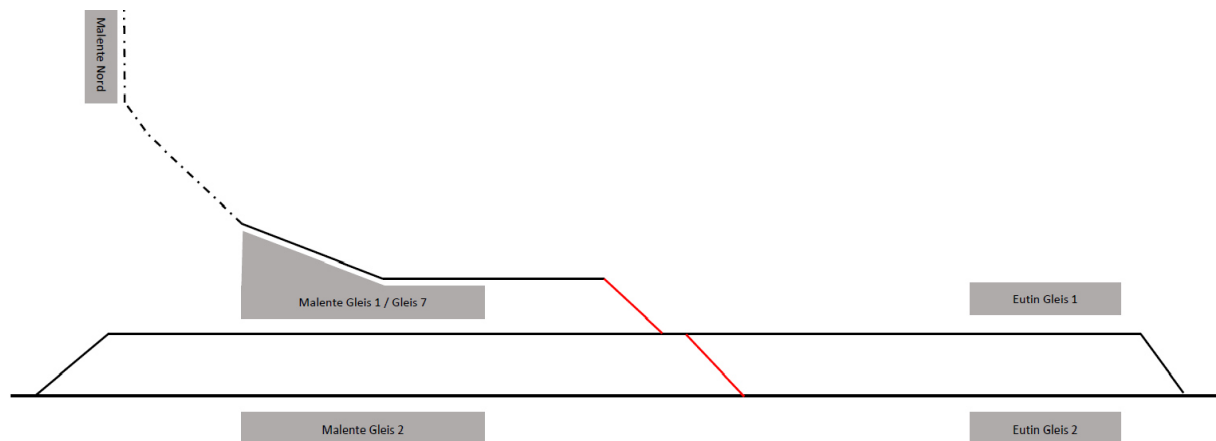 Malente Nord
Malente Gleis 1 / Gleis 7
Eutin Gleis 1
Malente Gleis 2
Eutin Gleis 2